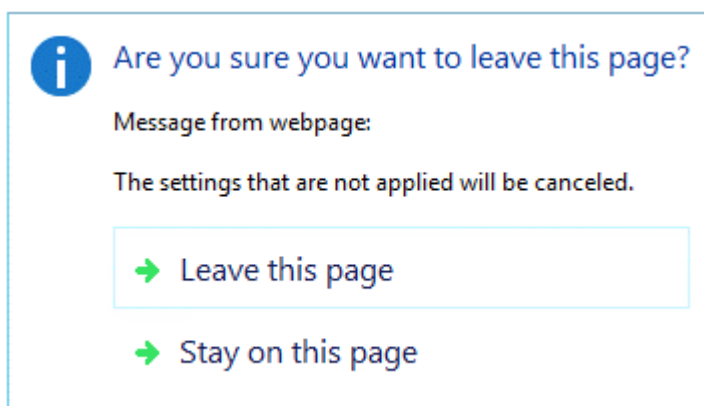 Are you sure you want to leave this page?
Message from webpage:
The settings that are not applied will be canceled.
Leave this page
Stay on this page